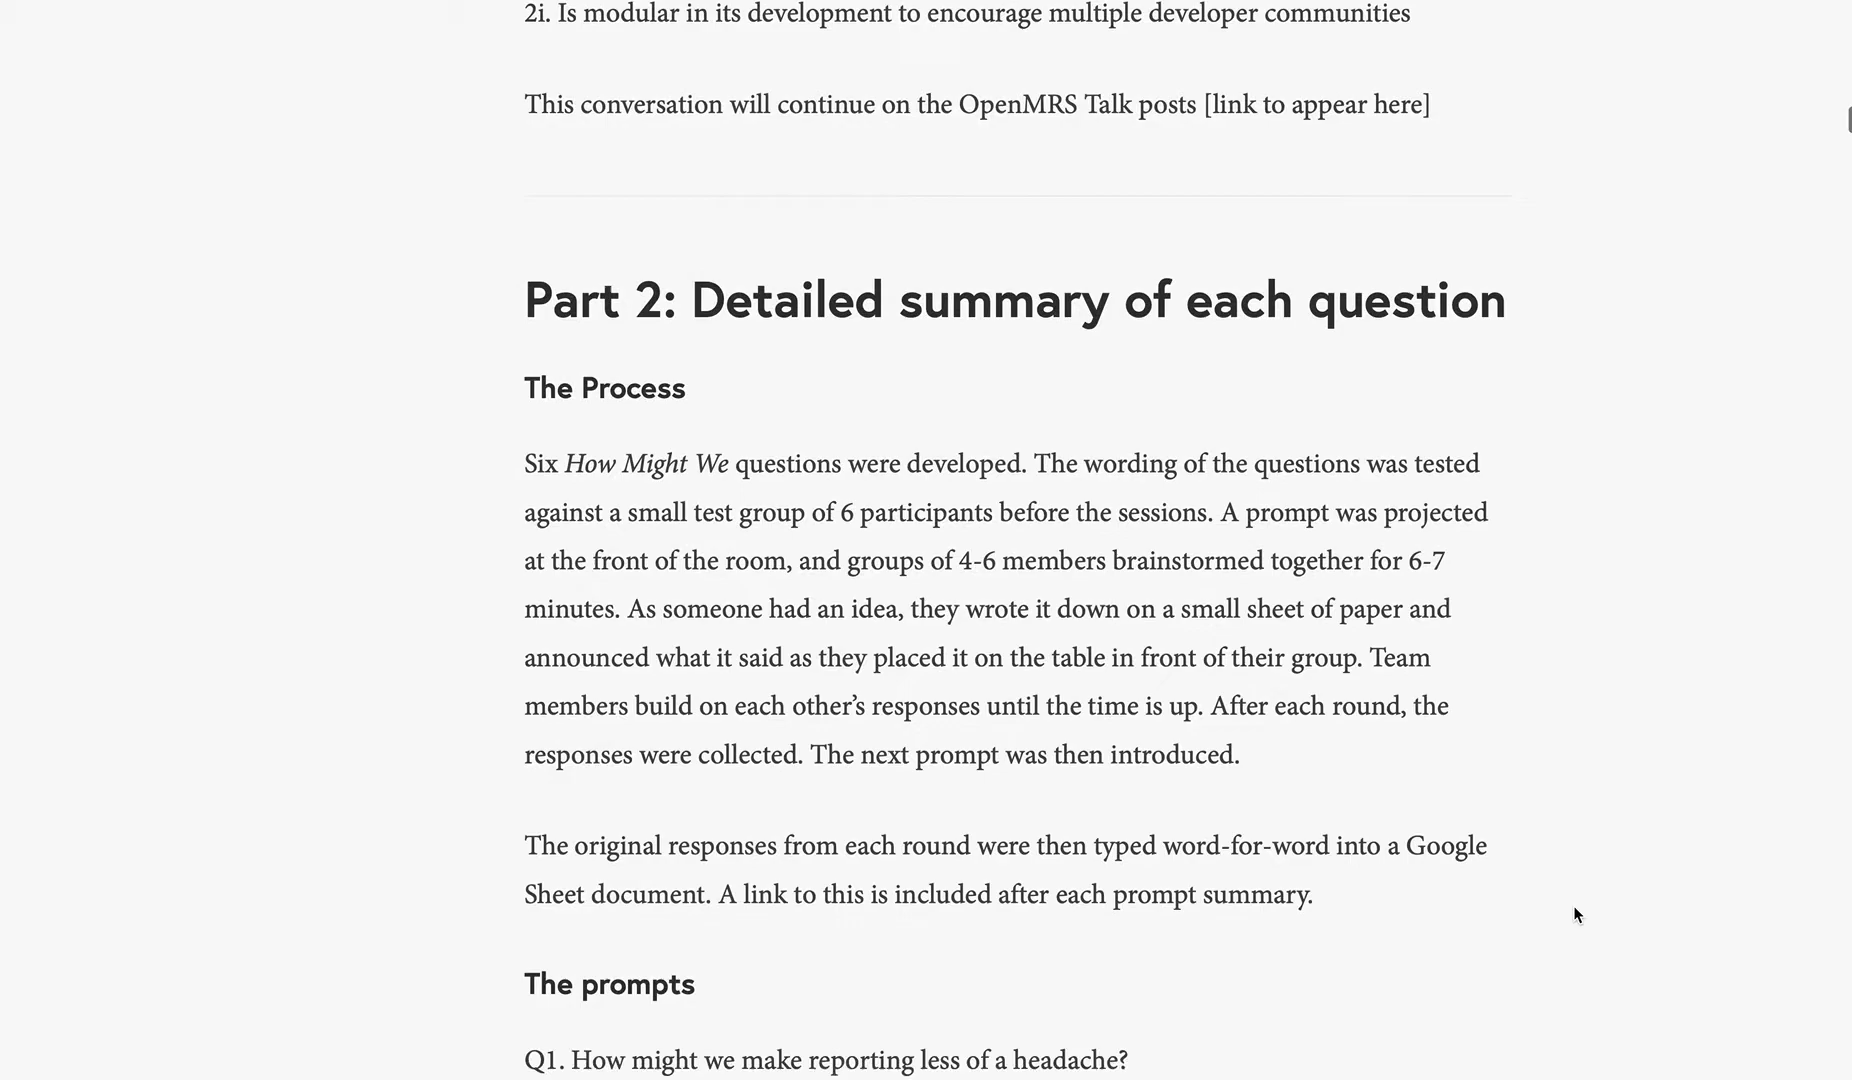 2i. Is modular in its development to encourage multiple developer communities
This conversation will continue on the OpenMRS Talk posts [link to appear here]
Part 2: Detailed summary of each question
The Process
Six How Might We questions were developed. The wording of the questions was tested
against a small test group of 6 participants before the sessions. A prompt was projected
at the front of the room, and groups of 4-6 members brainstormed together for 6-7
minutes. As someone had an idea, they wrote it down on a small sheet of paper and
announced what it said as they placed it on the table in front of their group. Team
members build on each other’s responses until the time is up. After each round, the
responses were collected. The next prompt was then introduced.
The original responses from each round were then typed word-for-word into a Google
Sheet document. A link to this is included after each prompt summary.
The prompts
Q1. How might we make reporting less of a headache?